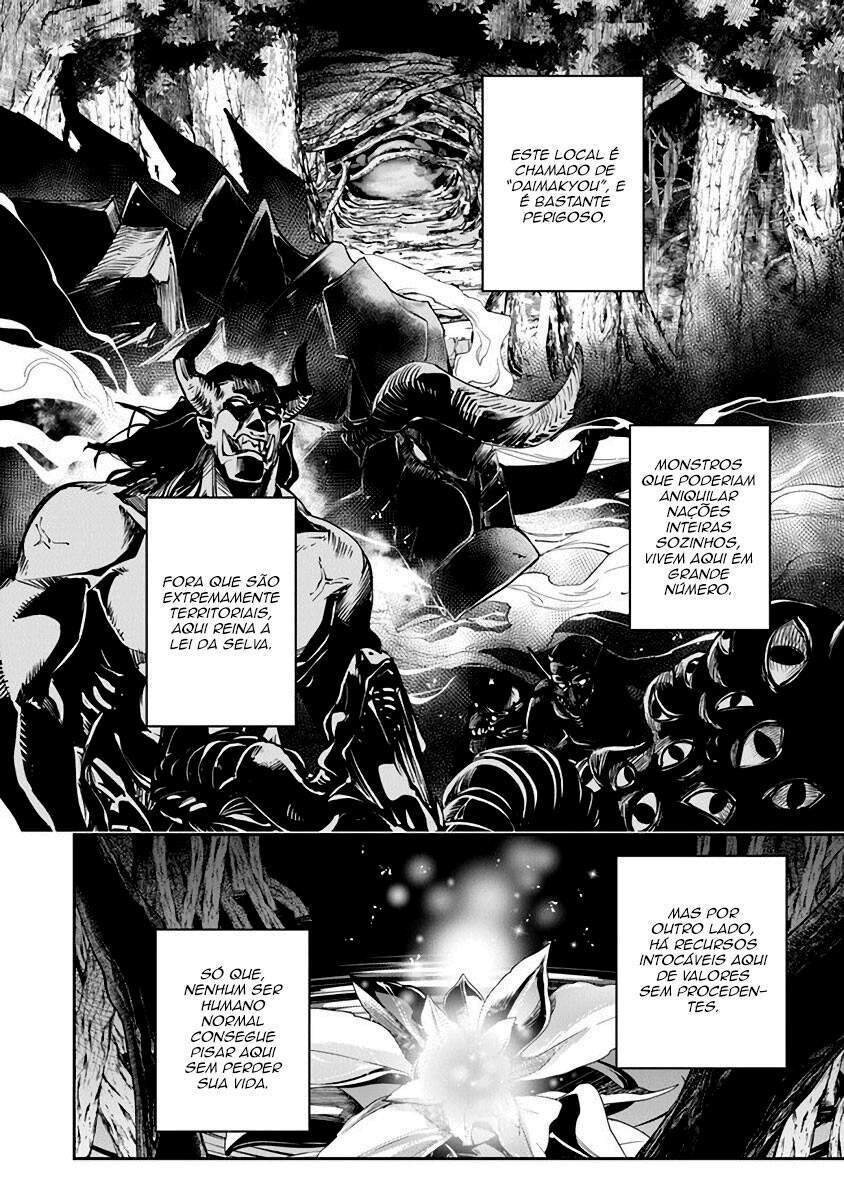 ESTE LOCAL É
CHAMADO DE
"DAIMAKYOU", E
É BASTANTE
PERIGOSO.
MONSTROS
QUE PODERIAM
ANIQUILAR
NAÇÕES
INTEIRAS
SOZINHOS,
VIVEM AQUI EM
GRANDE
NÚMERO.
FORA QUE SÃO
EXTREMAMENTE
TERRITORIAIS,
AQUI REINA A
LEI DA SELVA.
MAS POR
OUTRO LADO,
HÁ RECURSOS
INTOCÁVEIS AQUI
DE VALORES
SEM PROCEDEN-
TES.
SÓ QUE,
NENHUM SER
HUMANO
NORMAL
CONSEGUE
PISAR AQUI
SEM PERDER
SUA VIDA.